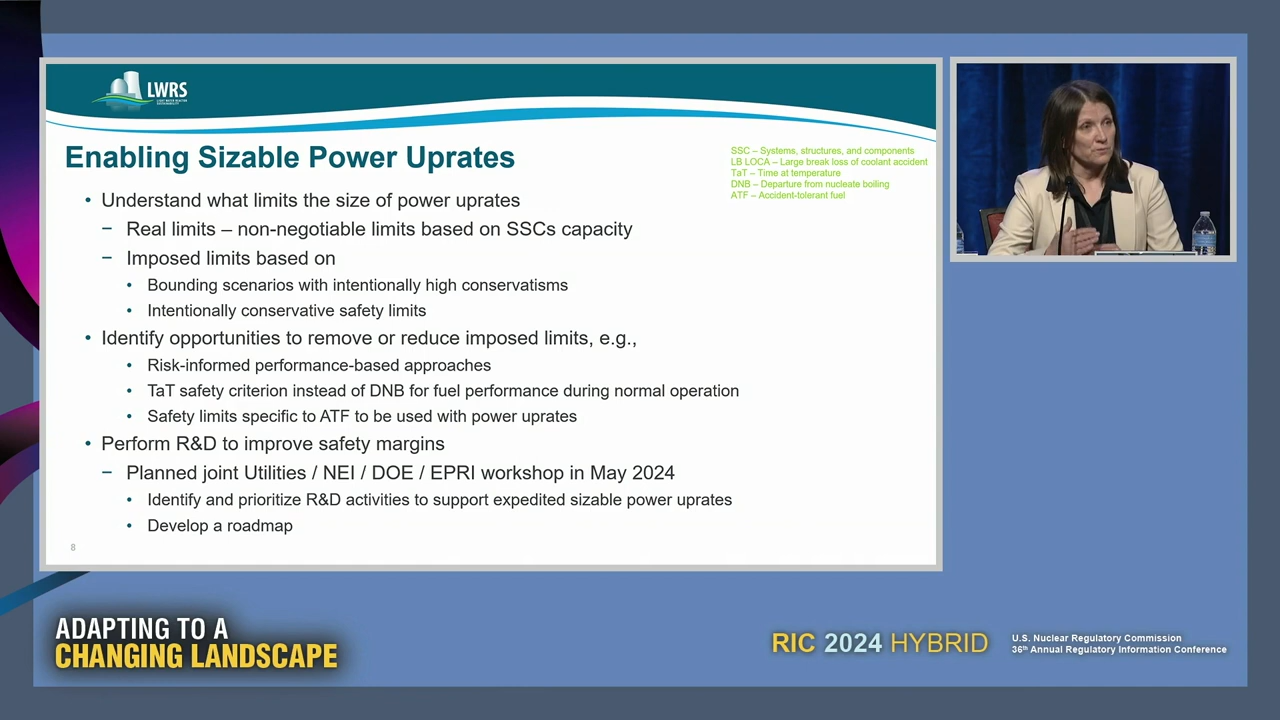 LWRS
LIGHT WATER REACTOR
SUSTAINABILITY
Enabling Sizable Power Uprates
SSC – Systems, structures, and components
LB LOCA – Large break loss of coolant accident
TaT – Time at temperature
DNB – Departure from nucleate boiling
ATF – Accident-tolerant fuel
• Understand what limits the size of power uprates
− Real limits – non-negotiable limits based on SSCs capacity
− Imposed limits based on
• Bounding scenarios with intentionally high conservatisms
• Intentionally conservative safety limits
• Identify opportunities to remove or reduce imposed limits, e.g.,
• Risk-informed performance-based approaches
• TaT safety criterion instead of DNB for fuel performance during normal operation
• Safety limits specific to ATF to be used with power uprates
• Perform R&D to improve safety margins
− Planned joint Utilities / NEI / DOE / EPRI workshop in May 2024
• Identify and prioritize R&D activities to support expedited sizable power uprates
• Develop a roadmap
8
ADAPTING TO A
CHANGING LANDSCAPE
RIC 2024 HYBRID
U.S. Nuclear Regulatory Commission
36th Annual Regulatory Information Conference